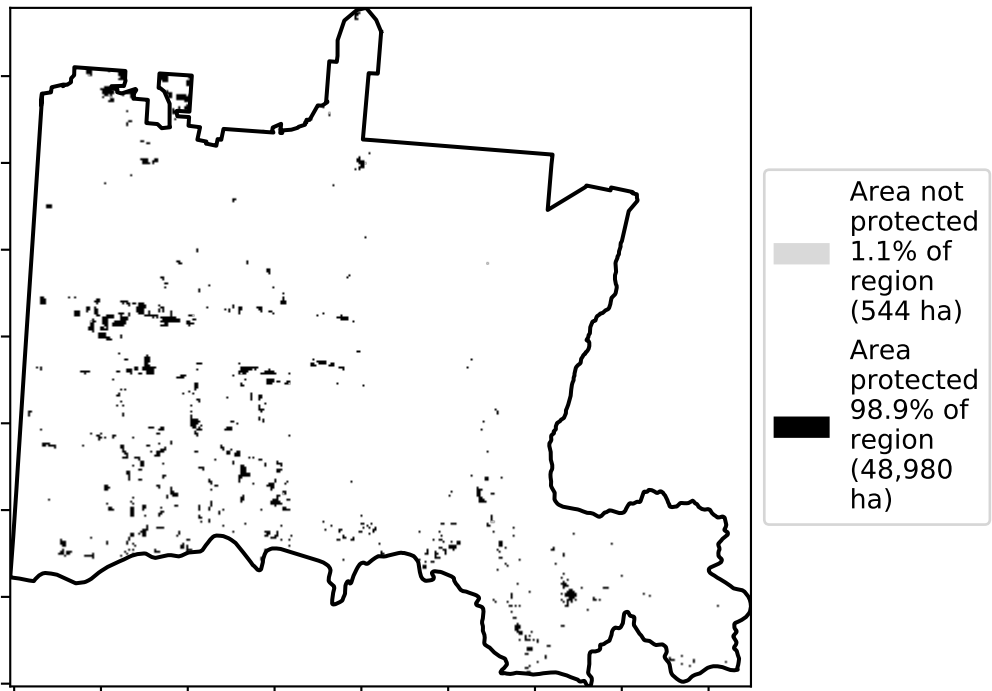 Area not
protected
1.1% of
region
(544 ha)
Area
protected
98.9% of
region
(48,980
ha)